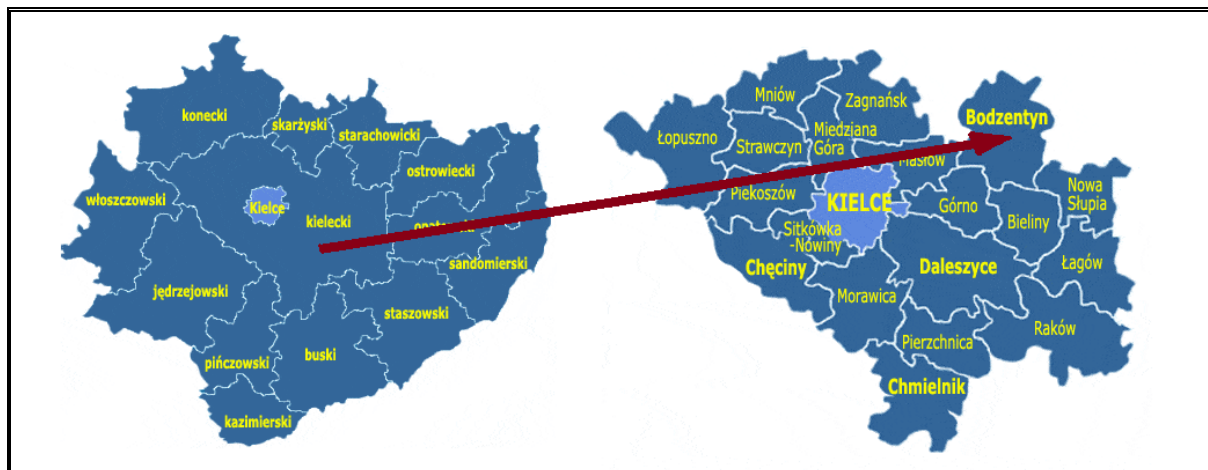 konecki
skarżyski
starachowicki
ostrowiecki
włoszczowski
Kielce
kielecki
sandomierski
jędrzejowski
staszowski
pińczowski
buski
kazimierski
Mniów
Zagnańsk
Bodzentyn
Łopuszno
Strawczyn
Miedziana
Góra
Masłów
Piekoszów
KIELCE
Górno
Nowa
Słupia
Bieliny
Sitkówka
-Nowiny
Chęciny
Daleszyce
Łagów
Morawica
Raków
Pierzchnica
Chmielnik